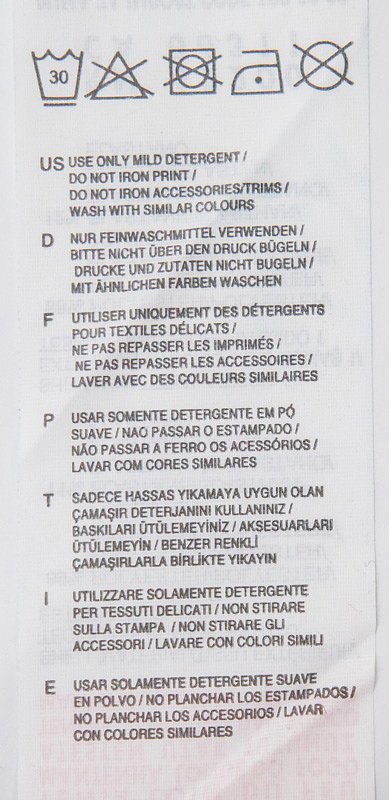 30
US USE ONLY MILD DETERGENT /
DO NOT IRON PRINT /
DO NOT IRON ACCESSORIES/TRIMS /
WASH WITH SIMILAR COLOURS
D NUR FEINWASCHMITTEL VERWENDEN /
BITTE NICHT ÜBER DEN DRUCK BÜGELN /
DRUCKE UND ZUTATEN NICHT BUGELN /
MIT ÄHNLICHEN FARBEN WASCHEN
F UTILISER UNIQUEMENT DES DÉTERGENTS
POUR TEXTILES DÉLICATS /
NE PAS REPASSER LES IMPRIMÉS /
NE PAS REPASSER LES ACCESSOIRES /
LAVER AVEC DES COULEURS SIMILAIRES
P USAR SOMENTE DETERGENTE EM PÓ
SUAVE / NAO PASSAR O ESTAMPADO /
NÃO PASSAR A FERRO OS ACESSÓRIOS /
LAVAR COM CORES SIMILARES
T SADECE HASSAS YIKAMAYA UYGUN OLAN
ÇAMAŞIR DETERJANINI KULLANINIZ /
BASKILARI ÜTÜLEMEYİNİZ / AKSESUARLARI
ÜTÜLEMEYİN / BENZER RENKLİ
ÇAMAŞIRLARLA BİRLİKTE YIKAYIN
I UTILIZZARE SOLAMENTE DETERGENTE
PER TESSUTI DELICATI / NON STIRARE
SULLA STAMPA / NON STIRARE GLI
ACCESSORI / LAVARE CON COLORI SIMILI
E USAR SOLAMENTE DETERGENTE SUAVE
EN POLVO / NO PLANCHAR LOS ESTAMPADOS /
NO PLANCHAR LOS ACCESORIOS / LAVAR
CON COLORES SIMILARES